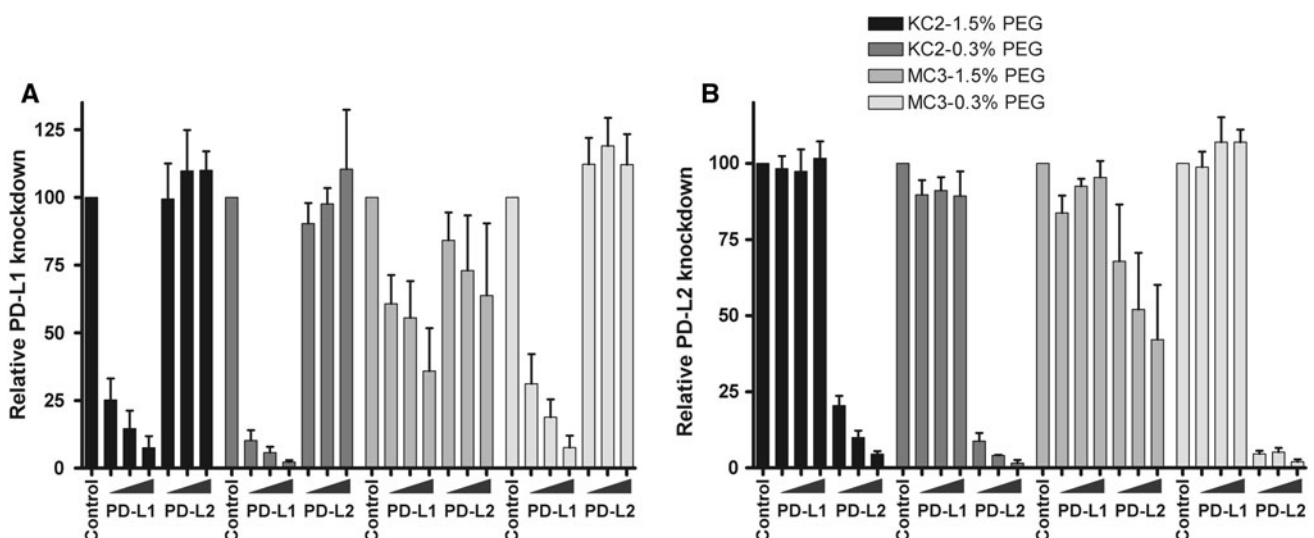 KC2-1.5% PEG
KC2-0.3% PEG
MC3-1.5% PEG
MC3-0.3% PEG
A
Relative PD-L1 knockdown
125
100
75
50
25
0
Control PD-L1 PD-L2 Control PD-L1 PD-L2 Control PD-L1 PD-L2 Control PD-L1 PD-L2
B
Relative PD-L2 knockdown
100
75
50
25
0
Control PD-L1 PD-L2 Control PD-L1 PD-L2 Control PD-L1 PD-L2 Control PD-L1 PD-L2